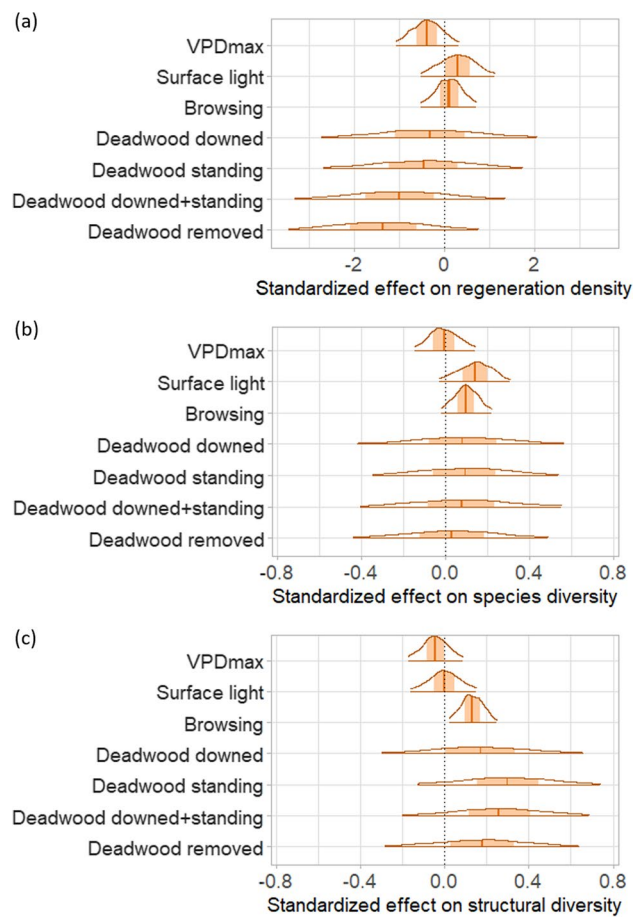 (a)
VPDmax
Surface light
Browsing
Deadwood downed
Deadwood standing
Deadwood downed+standing
Deadwood removed
-2 0 2
Standardized effect on regeneration density
(b)
VPDmax
Surface light
Browsing
Deadwood downed
Deadwood standing
Deadwood downed+standing
Deadwood removed
-0.8 -0.4 0.0 0.4 0.8
Standardized effect on species diversity
(c)
VPDmax
Surface light
Browsing
Deadwood downed
Deadwood standing
Deadwood downed+standing
Deadwood removed
-0.8 -0.4 0.0 0.4 0.8
Standardized effect on structural diversity